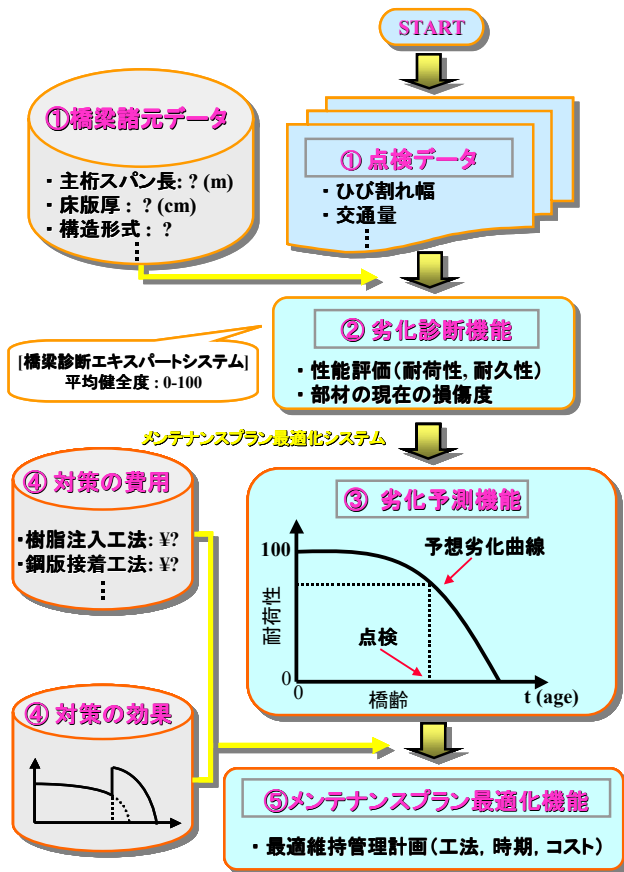 START
①橋梁諸元データ
・主桁スパン長: ? (m)
・床版厚 : ? (cm)
・構造形式 : ?
① 点検データ
・ひび割れ幅
・交通量
② 劣化診断機能
・性能評価(耐荷性, 耐久性)
・部材の現在の損傷度
[橋梁診断エキスパートシステム]
平均健全度 : 0-100
メンテナンスプラン最適化システム
④ 対策の費用
・樹脂注入工法: ¥?
・鋼版接着工法: ¥?
③ 劣化予測機能
予想劣化曲線
100
耐荷性
点検
0
0
橋齢
t (age)
④ 対策の効果
⑤メンテナンスプラン最適化機能
・最適維持管理計画(工法, 時期, コスト)